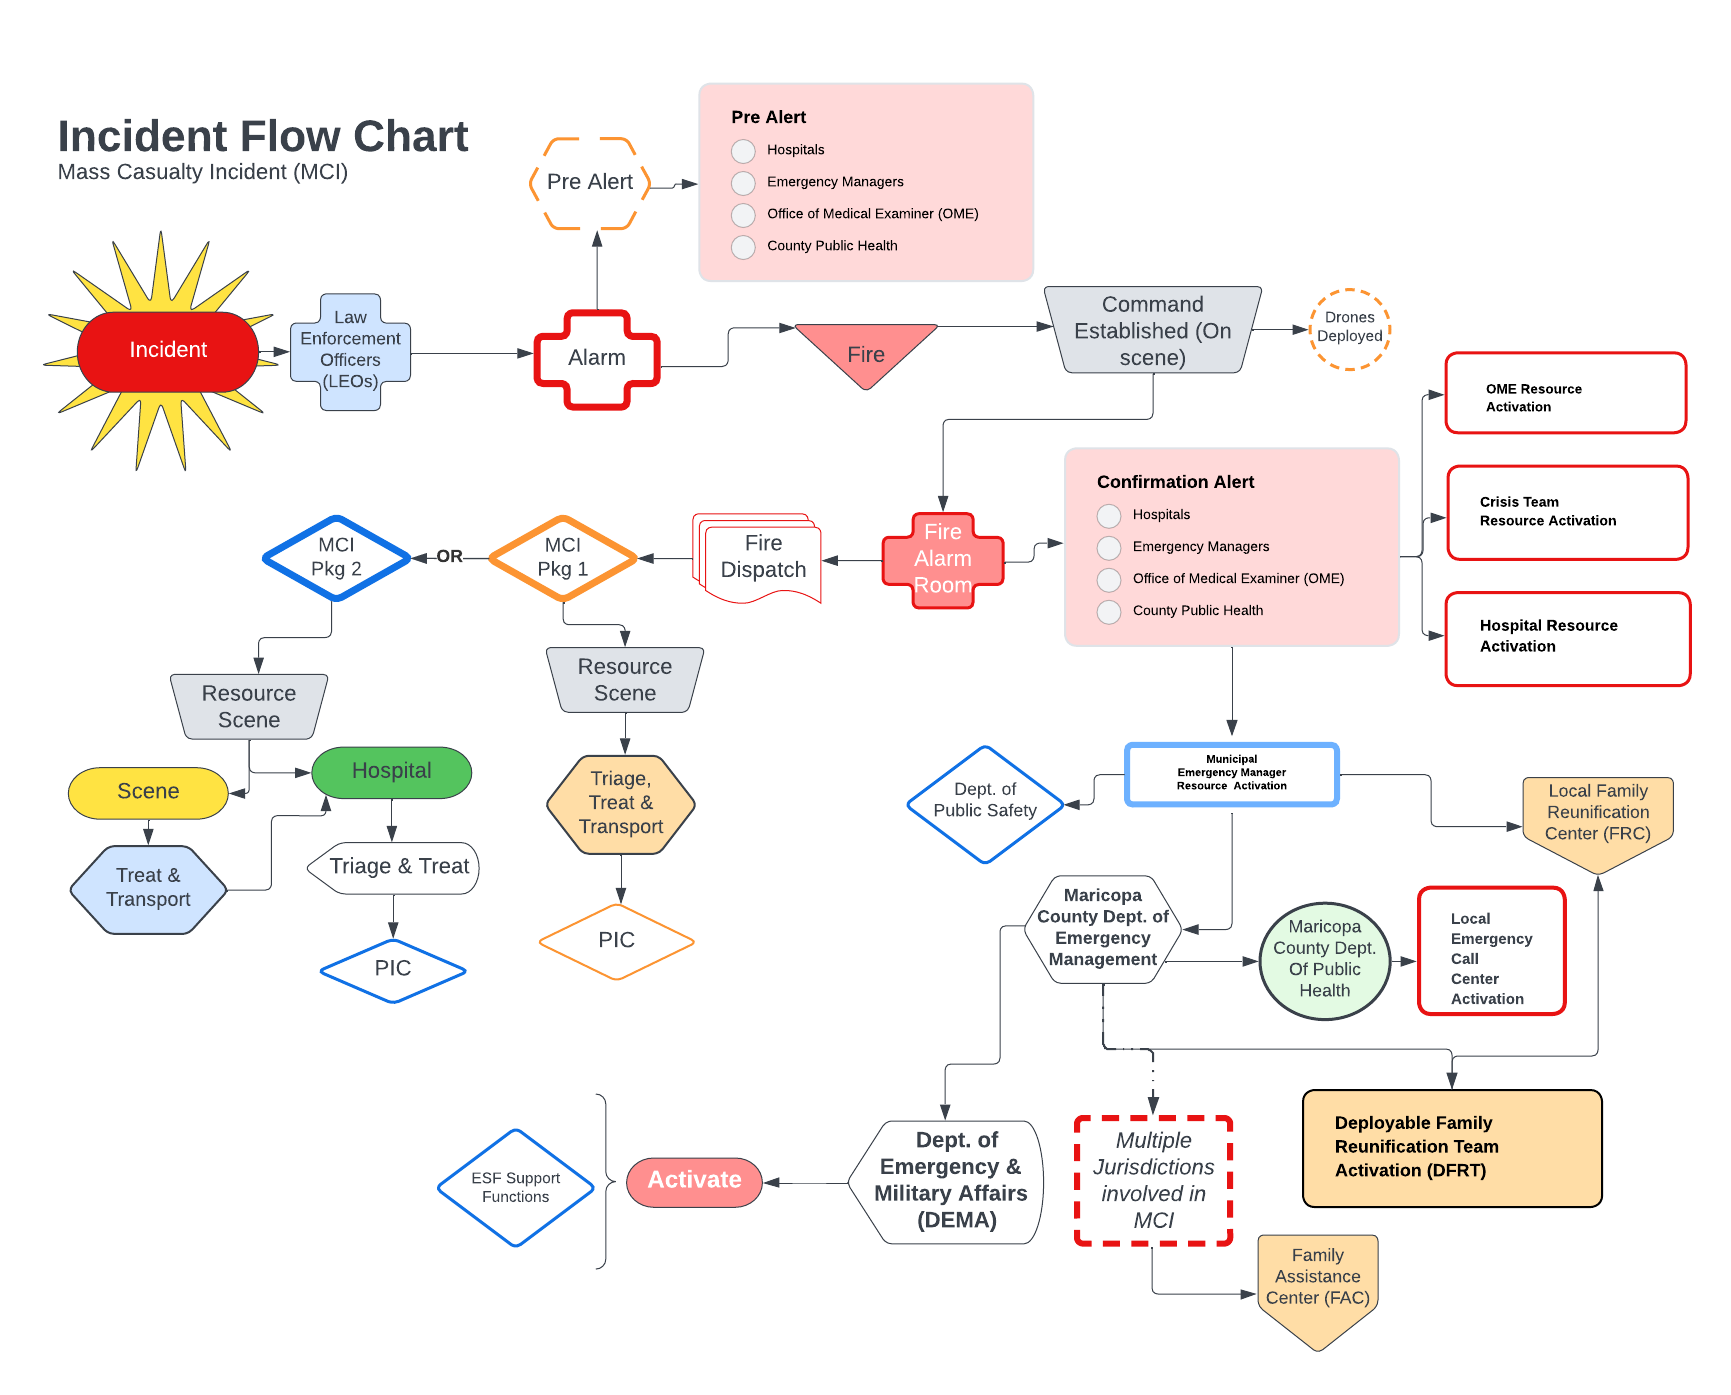 Incident Flow Chart
Mass Casualty Incident (MCI)
Pre Alert
Pre Alert
Hospitals
Emergency Managers
Office of Medical Examiner (OME)
County Public Health
Incident
Law
Enforcement
Officers
(LEOs)
Alarm
Fire
Command
Established (On
scene)
Drones
Deployed
OME Resource
Activation
Crisis Team
Resource Activation
Hospital Resource
Activation
Confirmation Alert
Hospitals
Emergency Managers
Office of Medical Examiner (OME)
County Public Health
Fire
Alarm
Room
Fire
Dispatch
MCI
Pkg 1
OR
MCI
Pkg 2
Resource
Scene
Resource
Scene
Scene
Hospital
Triage,
Treat &
Transport
Treat &
Transport
Triage & Treat
PIC
PIC
Municipal
Emergency Manager
Resource Activation
Dept. of
Public Safety
Local Family
Reunification
Center (FRC)
Maricopa
County Dept. of
Emergency
Management
Maricopa
County Dept.
Of Public
Health
Local
Emergency
Call
Center
Activation
ESF Support
Functions
Activate
Dept. of
Emergency &
Military Affairs
(DEMA)
Multiple
Jurisdictions
involved in
MCI
Deployable Family
Reunification Team
Activation (DFRT)
Family
Assistance
Center (FAC)